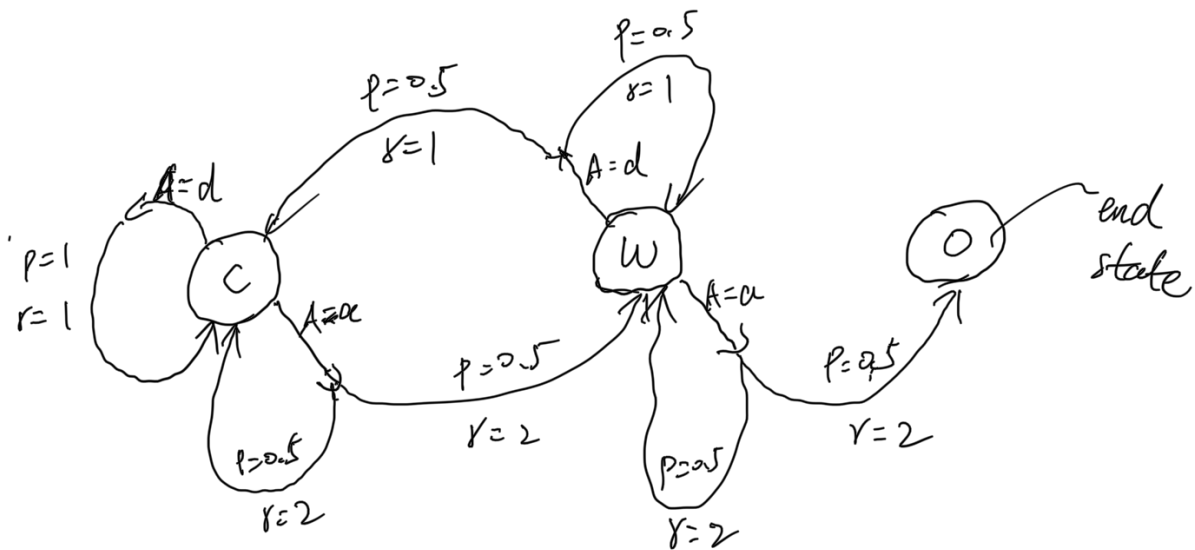 p=0.5
r=1
p=0.5
r=1
A=d
A=d
p=1
r=1
C
W
O
end
state
A=a
A=a
p=0.5
r=2
p=0.5
r=2
p=0.5
r=2
p=0.5
r=2